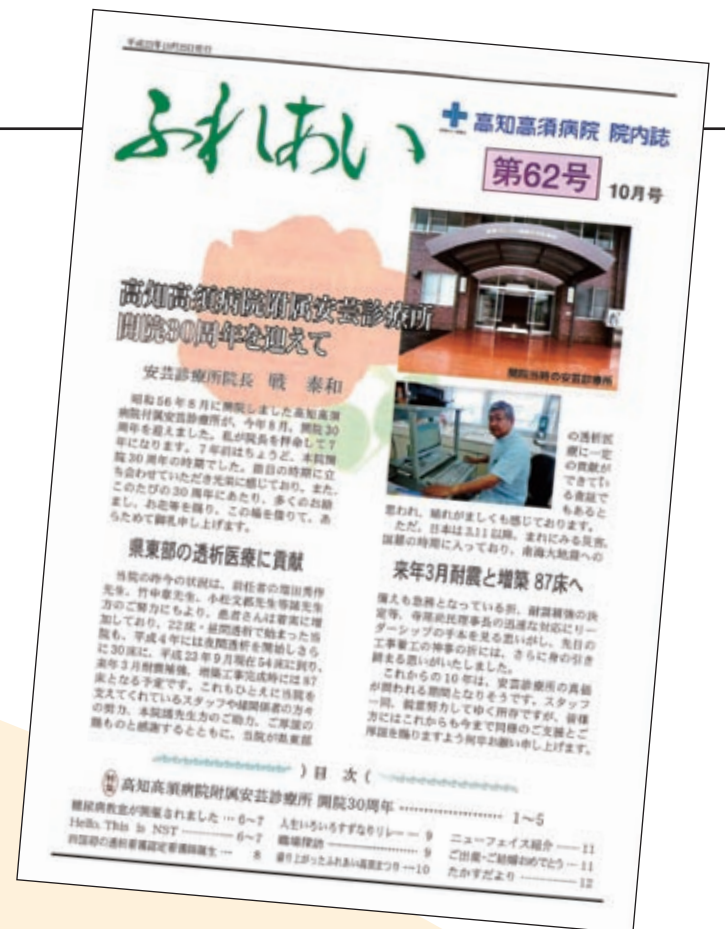 平成23年10月25日発行
ふれあい
高知高須病院 院内誌
第62号 10月号
高知高須病院附属安芸診療所
開院30周年を迎えて
安芸診療所院長 戦 泰和
開院当時の安芸診療所
昭和56年8月に開院しました高知高須
病院付属安芸診療所が、今年8月、開院30
周年を迎えました。私が院長を拝命して7
年になります。7年前はちょうど、本院開
院30周年の時期でした。節目の時期に立
ち会わせていただき光栄に感じており、また、
このたびの30周年にあたり、多くのお励
まし、お花等を賜り、この場を借りて、あ
らためて御礼申し上げます。
県東部の透析医療に貢献
当院の昨今の状況は、前任者の
先生、竹中章先生、小松文都先生等諸先生
方のご努力にもより、患者さんは着実に増
加しており、22床・昼間透析で始まった当
院も、平成4年には夜間透析を開始しさら
に30床に、平成23年9月現在54床に到り、
来年3月耐震補強、増築工事完成時には87
床となる予定です。これもひとえに当院を
支えてくれているスタッフや縁関係者の方々
の努力、本院諸先生方のご助力、ご厚誼の
賜ものと感謝するとともに、当院が県東部
の透析医
療に一定
の貢献が
できてい
る査証で
もあると
思われ、晴れがましくも感じております。
ただ、日本は3.11以降、まれにみる災害、
国難の時期に入っており、南海大地震への
来年3月耐震と増築 87床へ
備えも急務となっている折、耐震補強の決
定等、寺尾尚民理事長の迅速な対応にリー
ダーシップの手本を見る思いがし、先日の
工事着工の神事の折には、さらに身の引き
締まる思いがいたしました。
これからの10年は、安芸診療所の真価
が問われる期間となりそうです。スタッフ
一同、鋭意努力してゆく所存ですが、皆様
方にはこれからも今まで同様のご支援とご
厚誼を賜りますよう何卒お願い申し上げます。
目 次
特集 高知高須病院附属安芸診療所 開院30周年 1~5
糖尿病教室が開催されました 6~7
Hello, This is NST 6~7
四国初の透析看護認定看護師誕生 8
人生いろいろすずなりリレー 9
職場探訪 9
盛り上がったふれあい高須まつり 10
ニューフェイス紹介 11
ご出産・ご結婚おめでとう 11
たかすだより 12